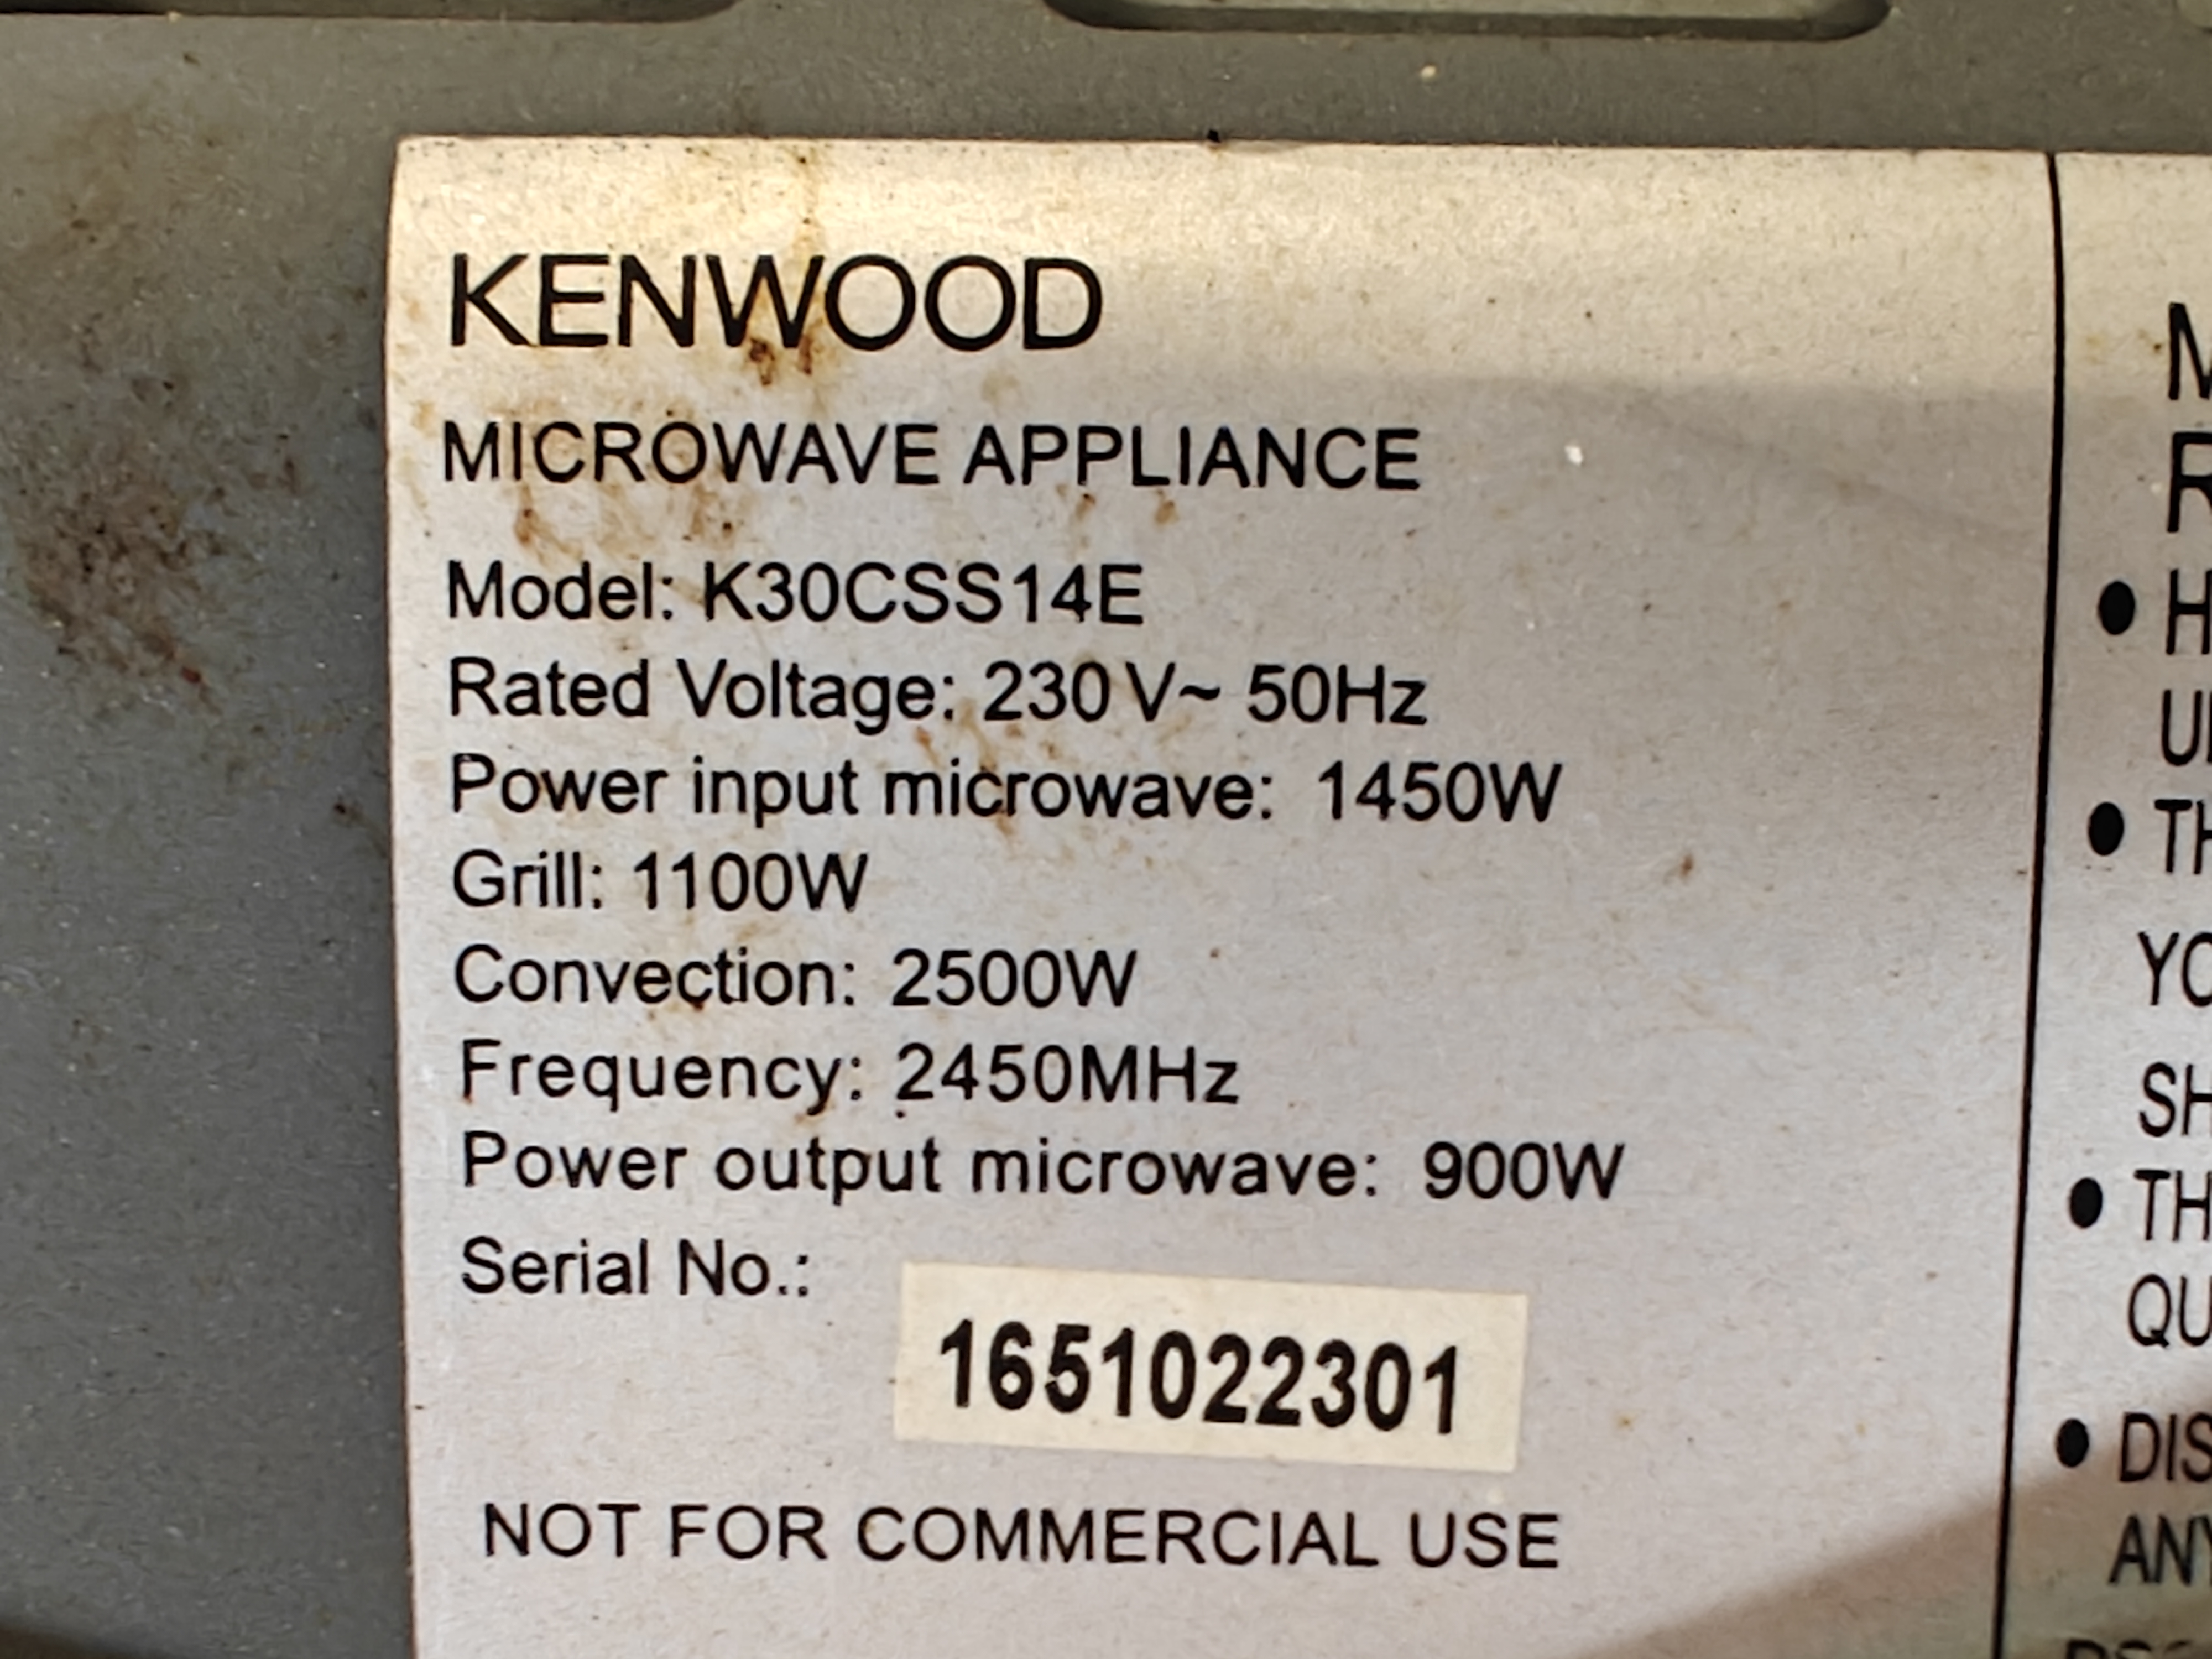 KENWOOD
MICROWAVE APPLIANCE
Model: K30CSS14E
Rated Voltage: 230 V~ 50Hz
Power input microwave: 1450W
Grill: 1100W
Convection: 2500W
Frequency: 2450MHz
Power output microwave: 900W
Serial No.:
1651022301
NOT FOR COMMERCIAL USE